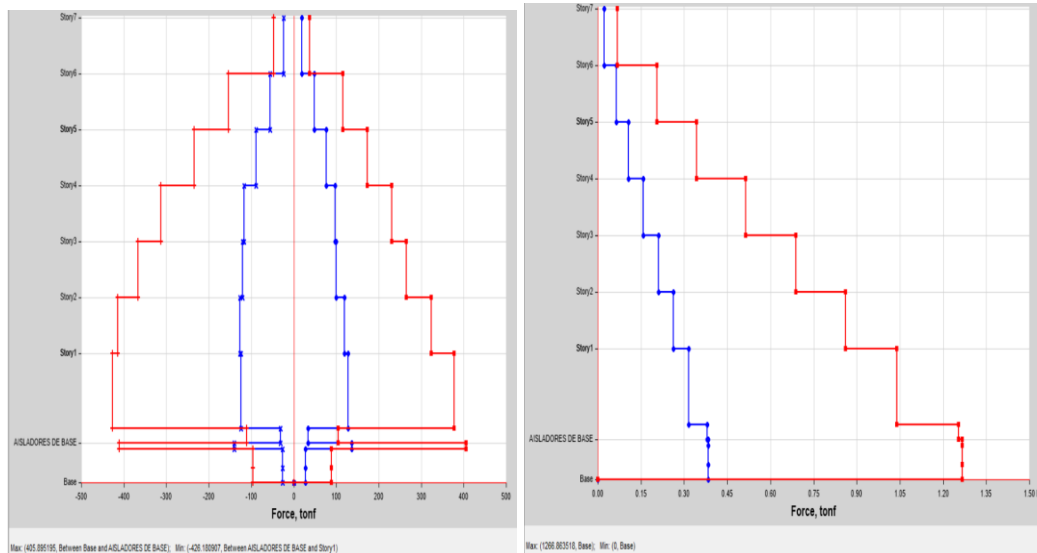 Story7
Story6
Story5
Story4
Story3
Story2
Story1
AISLADORES DE BASE
Base
-500 -400 -300 -200 -100 0 100 200 300 400 500
Force, tonf
Max: (405.895195, Between Base and AISLADORES DE BASE); Min: (-426.180907, Between AISLADORES DE BASE and Story1)
Story7
Story6
Story5
Story4
Story3
Story2
Story1
AISLADORES DE BASE
Base
0.00 0.15 0.30 0.45 0.60 0.75 0.90 1.05 1.20 1.35 1.50
Force, tonf
Max: (1266.863518, Base); Min: (0, Base)